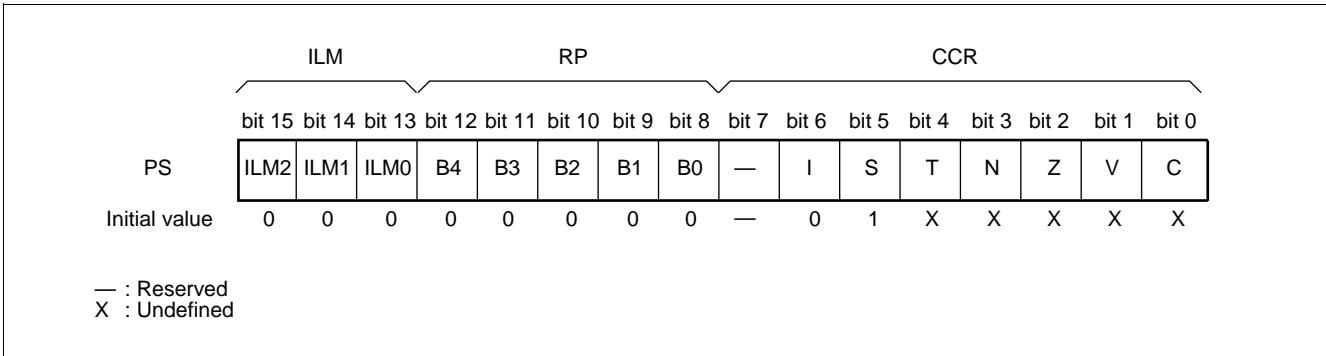 ILM RP CCR
bit 15 bit 14 bit 13 bit 12 bit 11 bit 10 bit 9 bit 8 bit 7 bit 6 bit 5 bit 4 bit 3 bit 2 bit 1 bit 0
PS ILM2 ILM1 ILM0 B4 B3 B2 B1 B0 — I S T N Z V C
Initial value 0 0 0 0 0 0 0 0 — 0 1 X X X X X
— : Reserved
X : Undefined